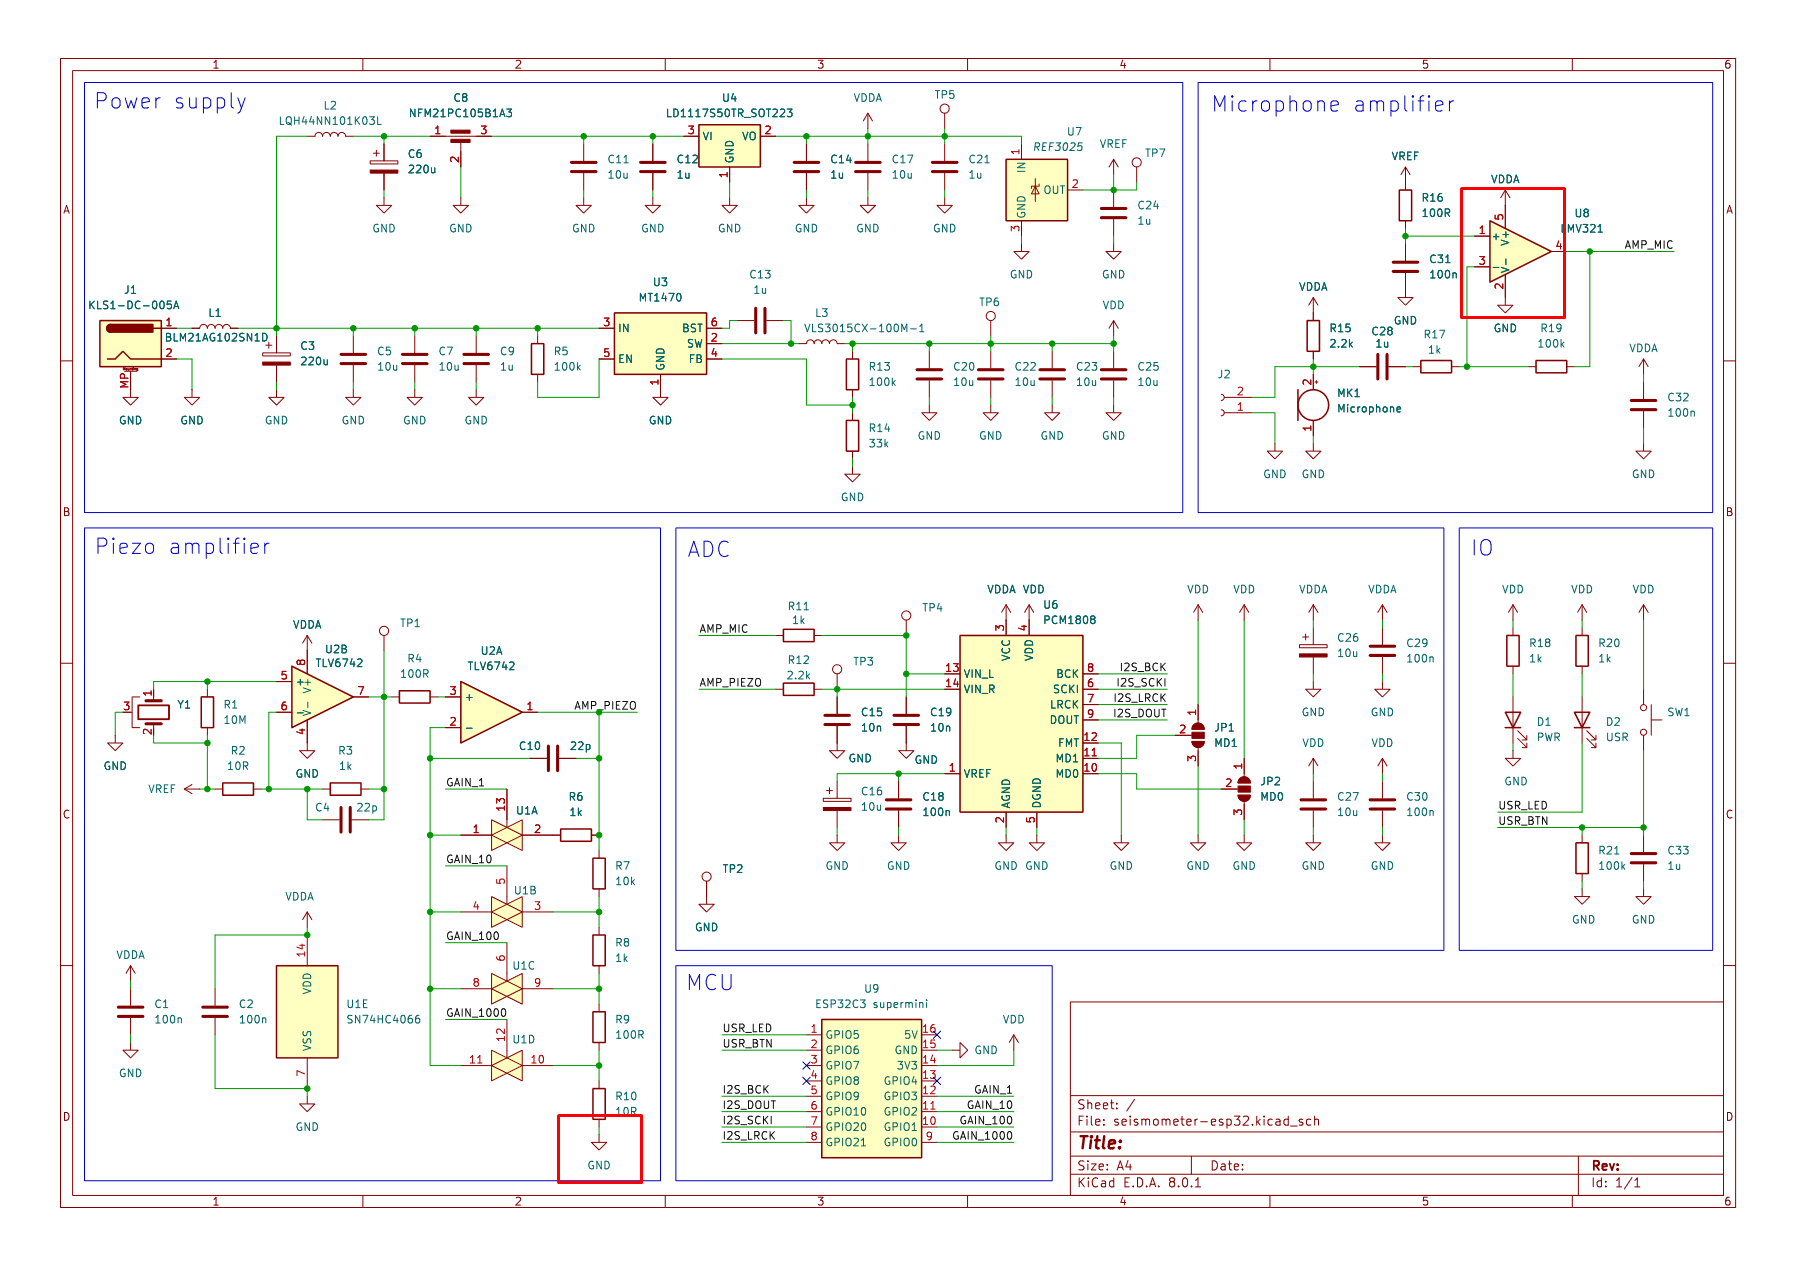 1 2 3 4 5 6
A
B
C
D
Power supply
L2
LQH44NN101K03L
C8
NFM21PC105B1A3
1 3
2
C6
220u
GND
GND
C11
10u
GND
C12
1u
GND
U4
LD1117S50TR_SOT223
3 VI VO 2
GND
1
GND
C14
1u
GND
VDDA
C17
10u
GND
TP5
C21
1u
GND
U7
REF3025
1
IN
OUT 2
GND
3
GND
VREF
TP7
C24
1u
GND
J1
KLS1-DC-005A
1
2
MP
GND
GND
L1
BLM21AG102SN1D
C3
220u
GND
C5
10u
GND
C7
10u
GND
C9
1u
GND
R5
100k
U3
MT1470
3 IN BST 6
SW 2
5 EN FB 4
GND
1
GND
C13
1u
L3
VLS3015CX-100M-1
R13
100k
R14
33k
GND
C20
10u
GND
TP6
C22
10u
GND
C23
10u
GND
VDD
C25
10u
GND
Microphone amplifier
VREF
R16
100R
C31
100n
GND
VDDA
U8
LMV321
5
V+
1 +
3 -
4
V-
2
GND
AMP_MIC
VDDA
R15
2.2k
C28
1u
R17
1k
R19
100k
J2
2
1
GND
2
MK1
Microphone
1
GND
VDDA
C32
100n
GND
Piezo amplifier
VDDA
U2B
TLV6742
8
V+
5 +
6 -
7
V-
4
GND
TP1
R4
100R
U2A
TLV6742
3 +
2 -
1
AMP_PIEZO
Y1
1
3
2
GND
R1
10M
R2
10R
R3
1k
VREF
C4 22p
C10 22p
GAIN_1
13
U1A
1 2
R6
1k
GAIN_10
5
U1B
4 3
R7
10k
GAIN_100
6
U1C
8 9
R8
1k
GAIN_1000
12
U1D
11 10
R9
100R
R10
10R
GND
VDDA
C1
100n
GND
C2
100n
VDDA
14
VDD
U1E
SN74HC4066
VSS
7
GND
ADC
AMP_MIC
R11
1k
TP4
AMP_PIEZO
R12
2.2k
TP3
C15
10n
GND
C19
10n
GND
C16
10u
GND
C18
100n
GND
VDDA VDD
U6
PCM1808
3 4
VCC VDD
13 VIN_L
14 VIN_R
1 VREF
BCK 8 I2S_BCK
SCKI 6 I2S_SCKI
LRCK 7 I2S_LRCK
DOUT 9 I2S_DOUT
FMT 12
MD1 11
MD0 10
AGND DGND
2 5
GND GND
GND
VDD
1
2
3
JP1
MD1
GND
VDD
1
2
3
JP2
MD0
GND
VDDA
C26
10u
GND
VDDA
C29
100n
GND
VDD
C27
10u
GND
VDD
C30
100n
GND
TP2
GND
IO
VDD
R18
1k
D1
PWR
GND
VDD
R20
1k
D2
USR
VDD
SW1
USR_LED
USR_BTN
R21
100k
GND
C33
1u
GND
MCU
U9
ESP32C3 supermini
USR_LED 1 GPIO5 5V 16
USR_BTN 2 GPIO6 GND 15 GND
3 GPIO7 3V3 14 VDD
4 GPIO8 GPIO4 13
I2S_BCK 5 GPIO9 GPIO3 12 GAIN_1
I2S_DOUT 6 GPIO10 GPIO2 11 GAIN_10
I2S_SCKI 7 GPIO20 GPIO1 10 GAIN_100
I2S_LRCK 8 GPIO21 GPIO0 9 GAIN_1000
Sheet: /
File: seismometer-esp32.kicad_sch
Title:
Size: A4 Date: Rev:
KiCad E.D.A. 8.0.1 Id: 1/1
A
B
C
D
1 2 3 4 5 6